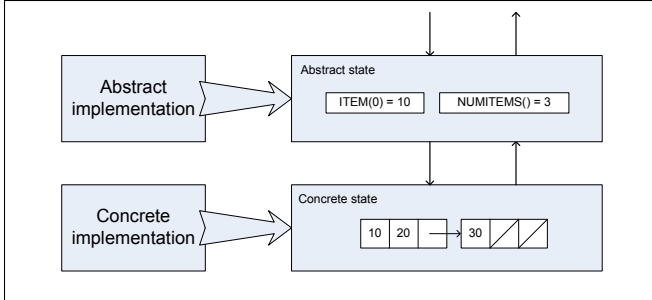 Abstract
implementation
Abstract state
ITEM(0) = 10
NUMITEMS() = 3
Concrete
implementation
Concrete state
10 20 30